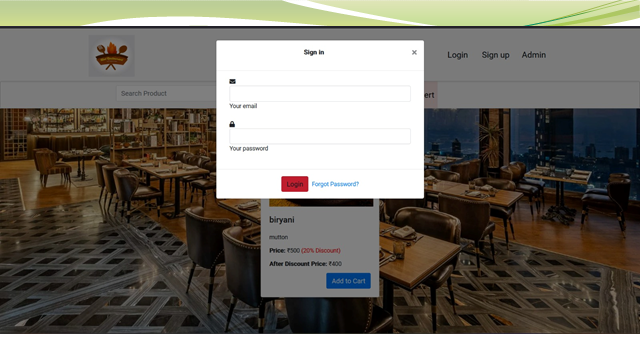 Sign in ×
Login Sign up Admin
Search Product
ert
Your email
Your password
Login Forgot Password?
biryani
mutton
Price: ₹500 (20% Discount)
After Discount Price: ₹400
Add to Cart